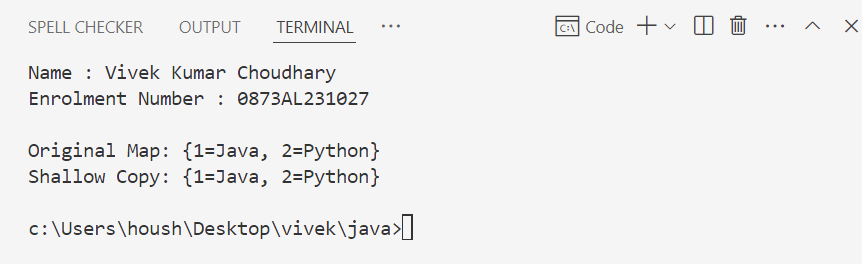 SPELL CHECKER OUTPUT TERMINAL ··· C:\ Code
Name : Vivek Kumar Choudhary
Enrolment Number : 0873AL231027
Original Map: {1=Java, 2=Python}
Shallow Copy: {1=Java, 2=Python}
c:\Users\housh\Desktop\vivek\java>